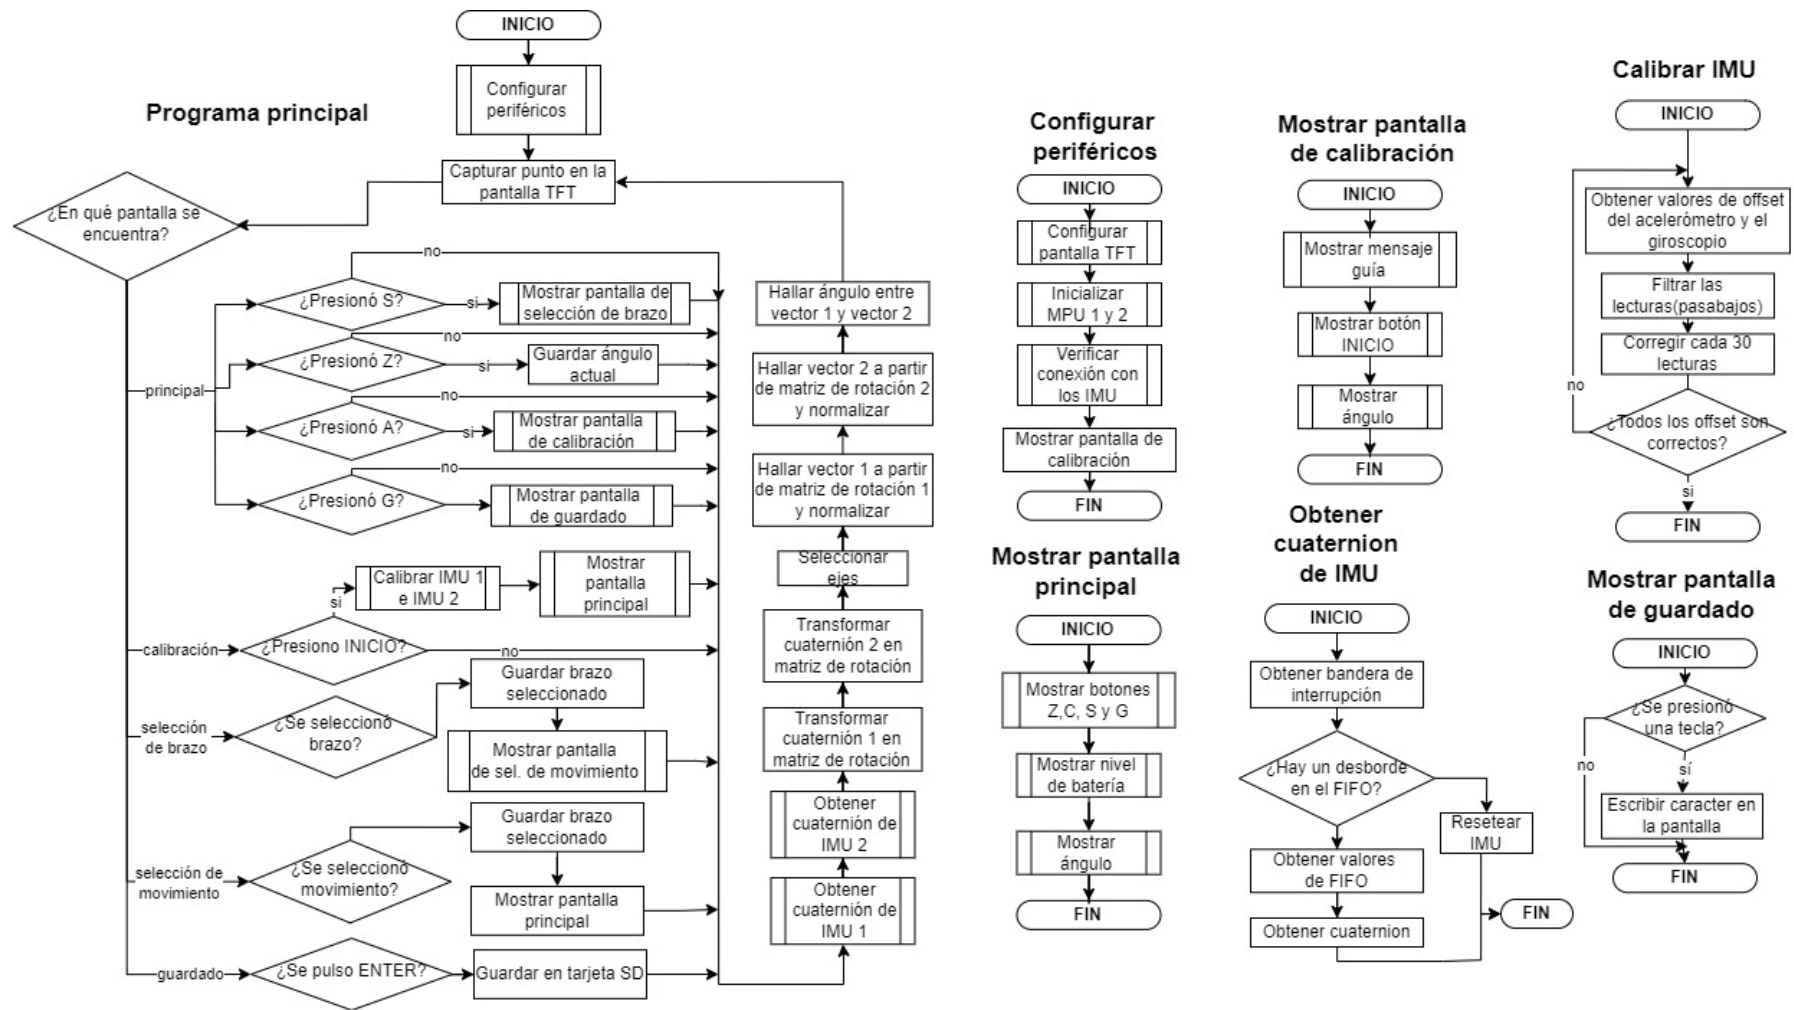 Programa principal
INICIO
Configurar
periféricos
Capturar punto en la
pantalla TFT
¿En qué pantalla se
encuentra?
principal
¿Presionó S?
no
si
Mostrar pantalla de
selección de brazo
¿Presionó Z?
no
si
Guardar ángulo
actual
¿Presionó A?
no
si
Mostrar pantalla
de calibración
¿Presionó G?
no
Mostrar pantalla
de guardado
calibración
¿Presiono INICIO?
si
no
Calibrar IMU 1
e IMU 2
Mostrar
pantalla
principal
selección
de brazo
¿Se seleccionó
brazo?
Guardar brazo
seleccionado
Mostrar pantalla
de sel. de movimiento
selección de
movimiento
¿Se seleccionó
movimiento?
Guardar brazo
seleccionado
Mostrar pantalla
principal
guardado
¿Se pulso ENTER?
Guardar en tarjeta SD
Hallar ángulo entre
vector 1 y vector 2
Hallar vector 2 a partir
de matriz de rotación 2
y normalizar
Hallar vector 1 a partir
de matriz de rotación 1
y normalizar
Seleccionar
ejes
Transformar
cuaternión 2 en
matriz de rotación
Transformar
cuaternión 1 en
matriz de rotación
Obtener
cuaternión de
IMU 2
Obtener
cuaternión de
IMU 1
Configurar
periféricos
INICIO
Configurar
pantalla TFT
Inicializar
MPU 1 y 2
Verificar
conexión con
los IMU
Mostrar pantalla de
calibración
FIN
Mostrar pantalla
principal
INICIO
Mostrar botones
Z,C, S y G
Mostrar nivel
de batería
Mostrar
ángulo
FIN
Mostrar pantalla
de calibración
INICIO
Mostrar mensaje
guía
Mostrar botón
INICIO
Mostrar
ángulo
FIN
Obtener
cuaternion
de IMU
INICIO
Obtener bandera de
interrupción
¿Hay un desborde
en el FIFO?
Resetear
IMU
Obtener valores
de FIFO
Obtener cuaternion
FIN
Calibrar IMU
INICIO
Obtener valores de offset
del acelerómetro y el
giroscopio
Filtrar las
lecturas(pasabajos)
Corregir cada 30
lecturas
no
¿Todos los offset son
correctos?
si
FIN
Mostrar pantalla
de guardado
INICIO
¿Se presionó
una tecla?
no
sí
Escribir caracter en
la pantalla
FIN